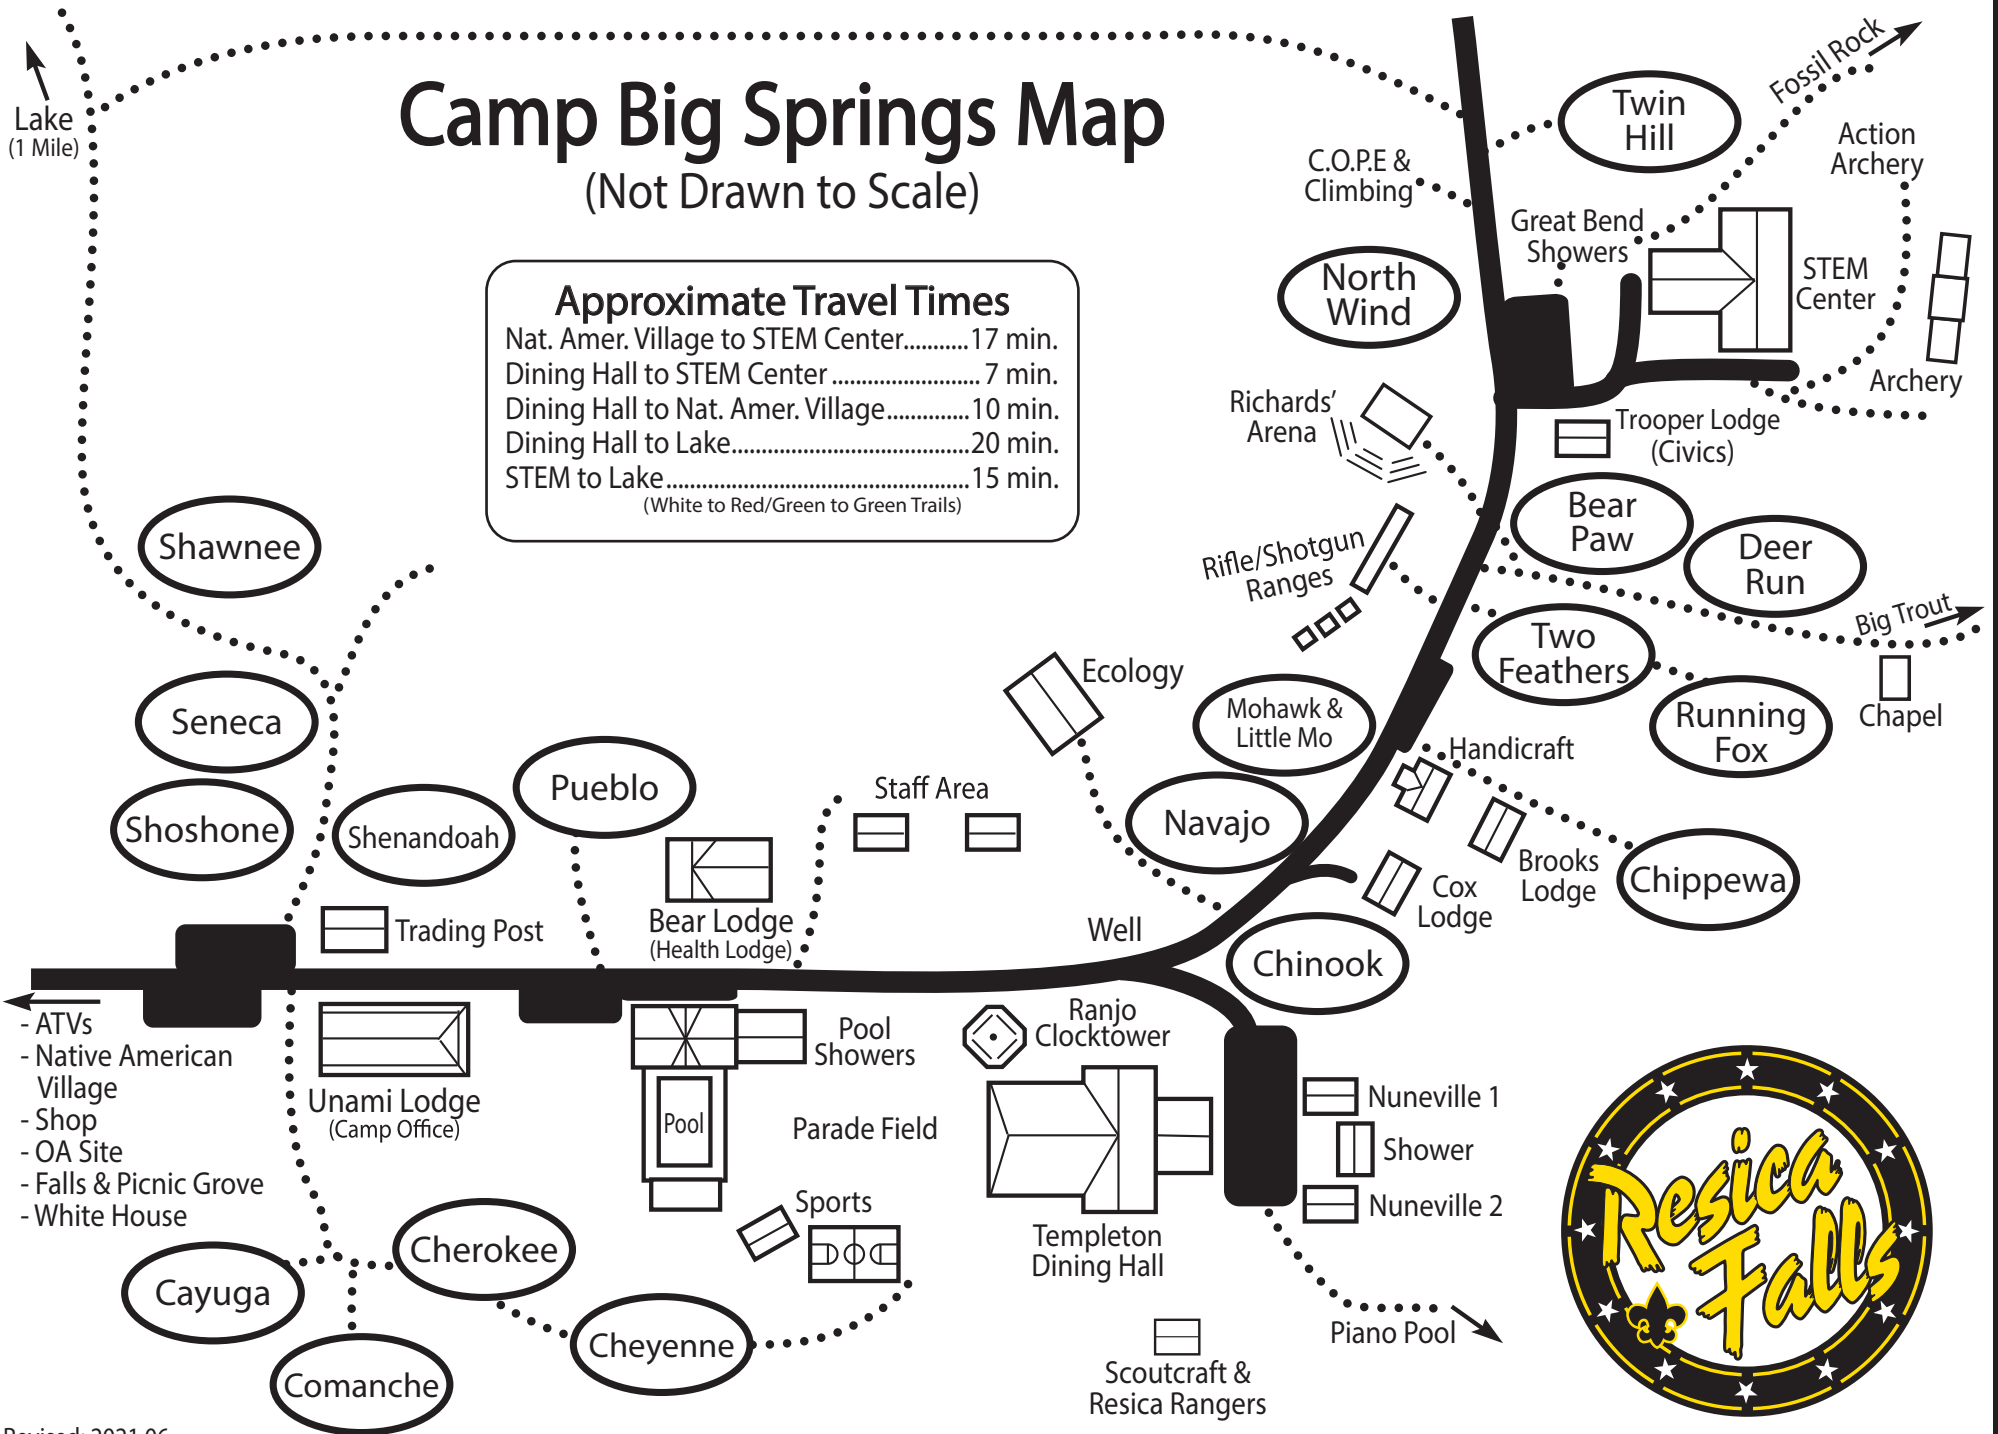 Camp Big Springs Map
(Not Drawn to Scale)
Lake
(1 Mile)
Approximate Travel Times
Nat. Amer. Village to STEM Center...........17 min.
Dining Hall to STEM Center ......................... 7 min.
Dining Hall to Nat. Amer. Village..............10 min.
Dining Hall to Lake........................................20 min.
STEM to Lake...................................................15 min.
(White to Red/Green to Green Trails)
Fossil Rock
Twin
Hill
Action
Archery
C.O.P.E &
Climbing
Great Bend
Showers
STEM
Center
North
Wind
Archery
Richards'
Arena
Trooper Lodge
(Civics)
Bear
Paw
Deer
Run
Rifle/Shotgun
Ranges
Big Trout
Two
Feathers
Chapel
Running
Fox
Shawnee
Seneca
Shoshone
Shenandoah
Pueblo
Staff Area
Ecology
Mohawk &
Little Mo
Navajo
Handicraft
Brooks
Lodge
Chippewa
Cox
Lodge
Trading Post
Bear Lodge
(Health Lodge)
Well
Chinook
- ATVs
- Native American
Village
- Shop
- OA Site
- Falls & Picnic Grove
- White House
Unami Lodge
(Camp Office)
Pool
Showers
Pool
Parade Field
Ranjo
Clocktower
Nuneville 1
Shower
Nuneville 2
Sports
Templeton
Dining Hall
Cherokee
Cayuga
Comanche
Cheyenne
Piano Pool
Scoutcraft &
Resica Rangers
Resica
Falls
Revised: 2021.06